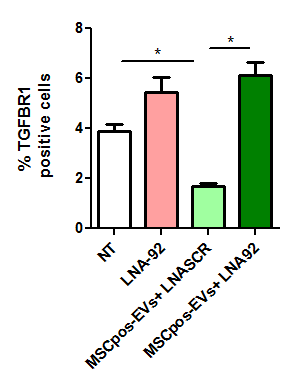 % TGFBR1
positive cells
8
6
4
2
0
*
*
NT
LNA-92
MSCpos-EVs+ LNASCR
MSCpos-EVs+ LNA92